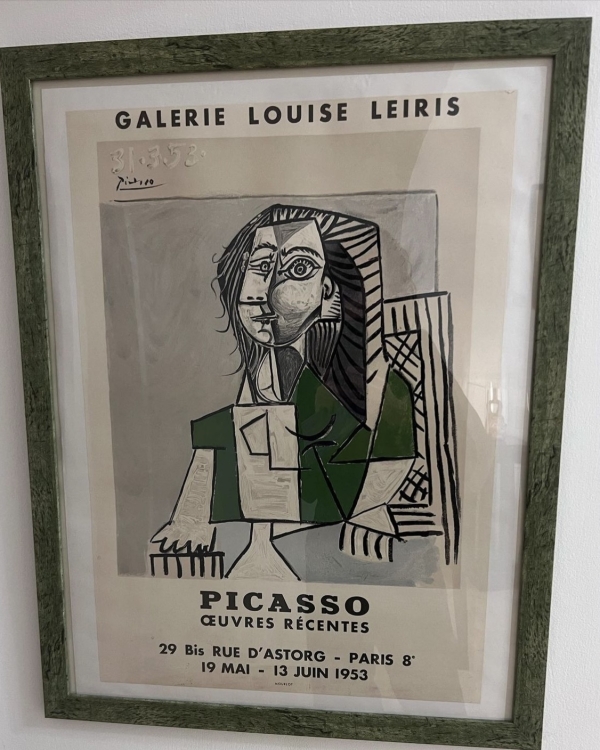 GALERIE LOUISE LEIRIS
31.3.53.
Picasso
PICASSO
ŒUVRES RÉCENTES
29 Bis RUE D'ASTORG - PARIS 8ᵉ
19 MAI - 13 JUIN 1953